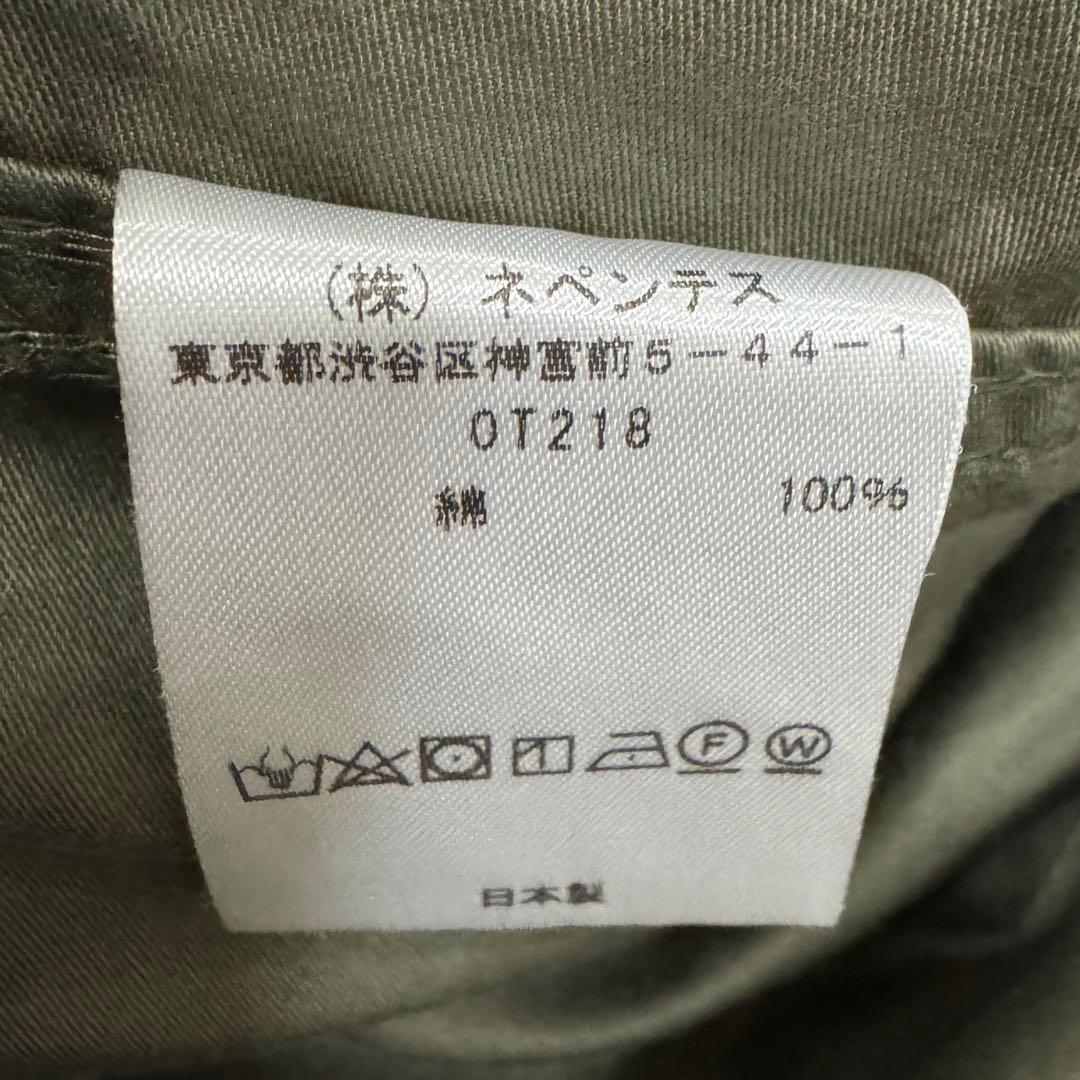 (株) ネペンテス
東京都渋谷区神宮前5-44-1
0T218
綿 100%
F W
日本製